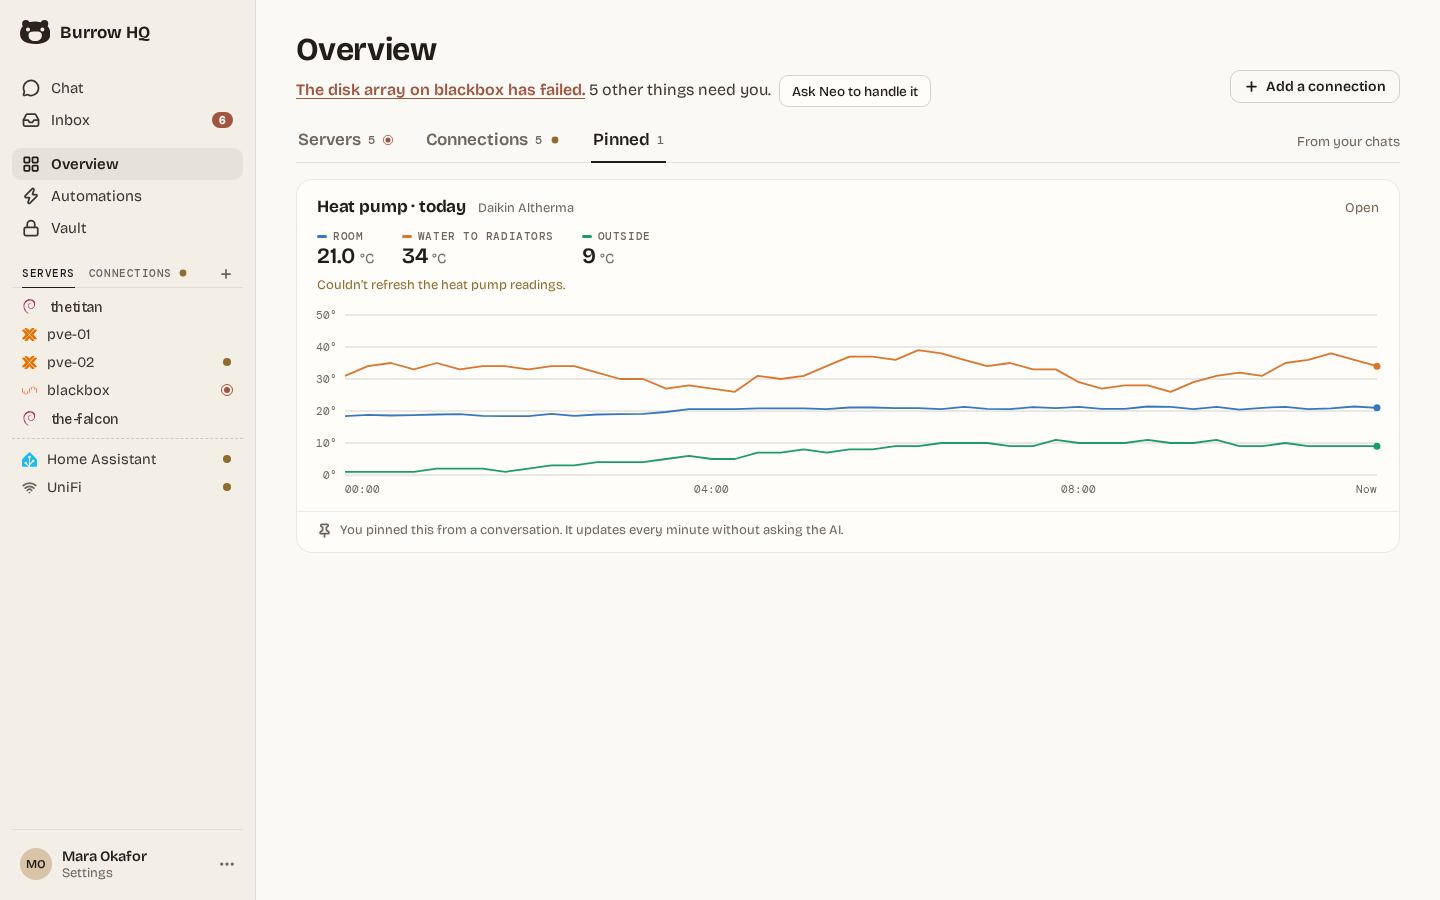 Burrow HQ
Chat
Inbox
6
Overview
Automations
Vault
SERVERS
CONNECTIONS
thetitan
pve-01
pve-02
blackbox
the-falcon
Home Assistant
UniFi
MO
Mara Okafor
Settings
Overview
The disk array on blackbox has failed. 5 other things need you.
Ask Neo to handle it
Add a connection
Servers 5
Connections 5
Pinned 1
From your chats
Heat pump · today
Daikin Altherma
Open
ROOM
WATER TO RADIATORS
OUTSIDE
21.0 °C
34 °C
9 °C
Couldn't refresh the heat pump readings.
50°
40°
30°
20°
10°
0°
00:00
04:00
08:00
Now
You pinned this from a conversation. It updates every minute without asking the AI.